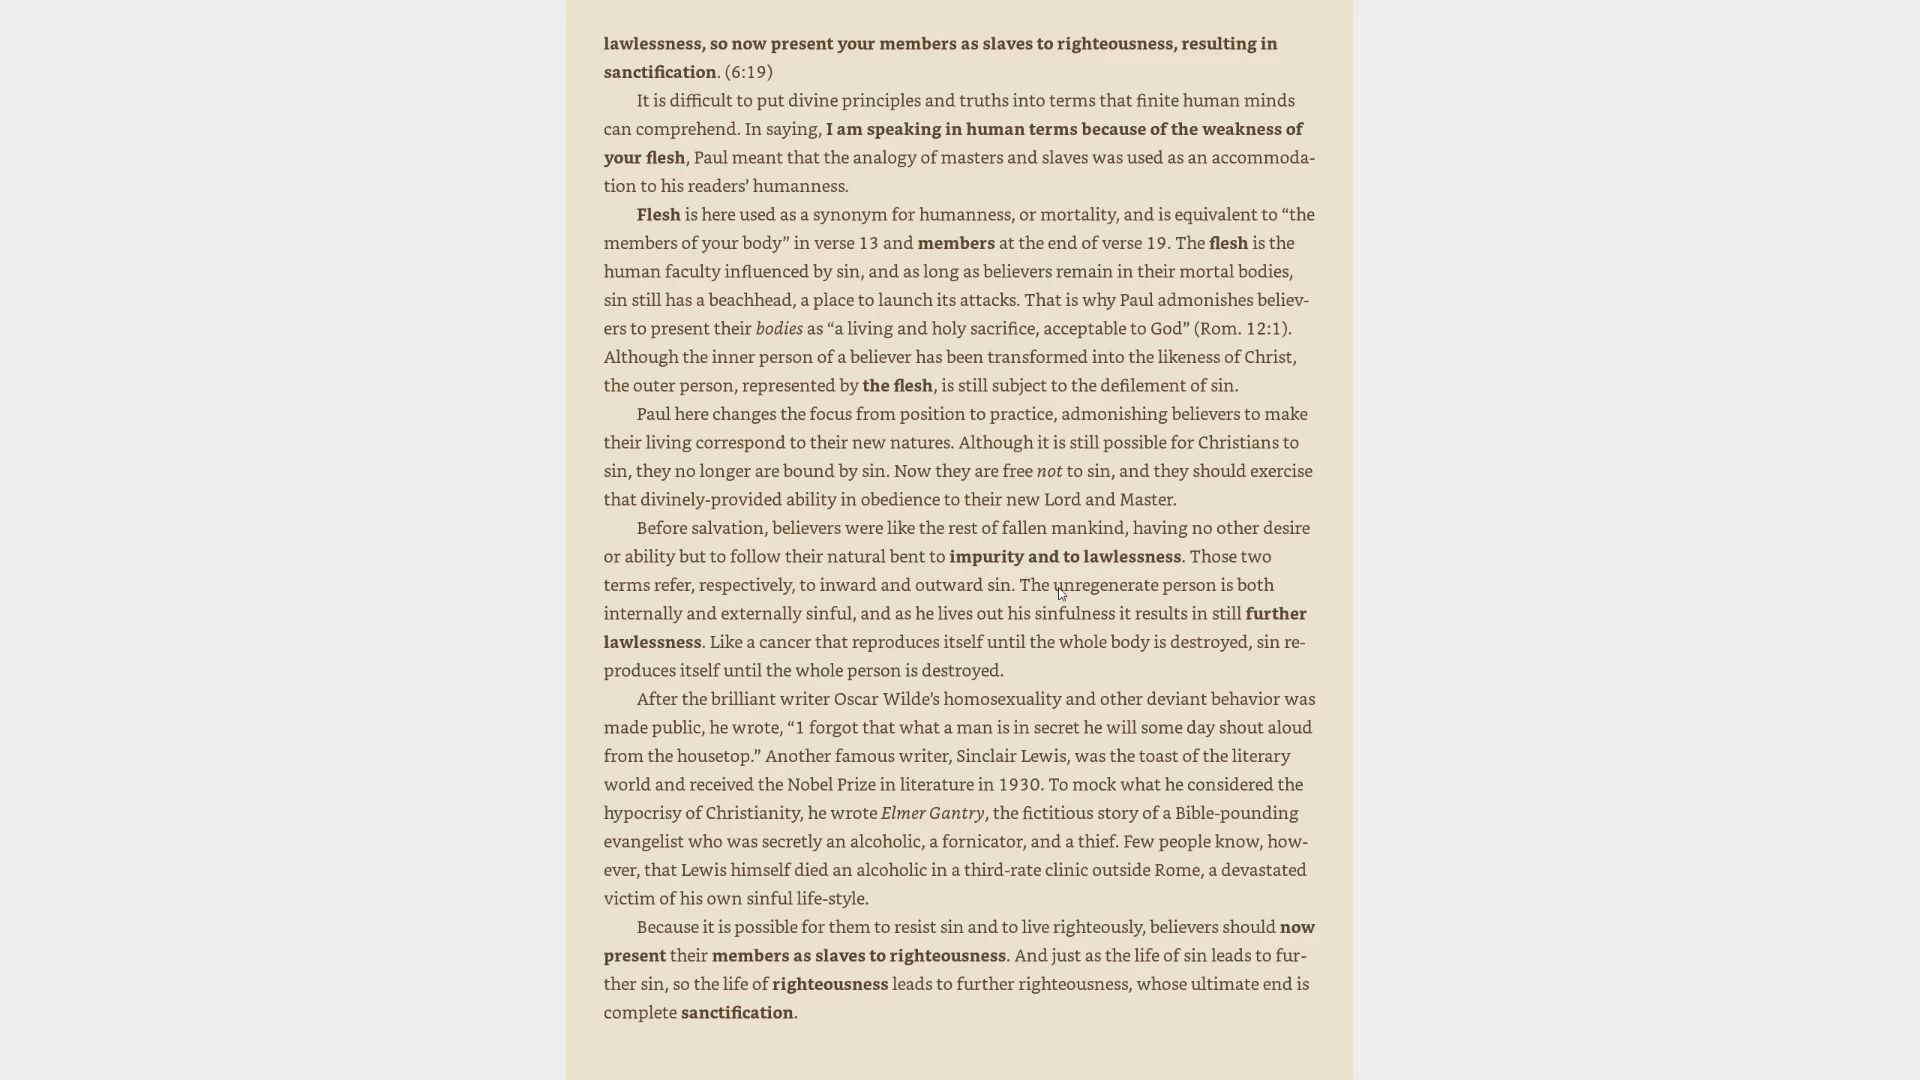 lawlessness, so now present your members as slaves to righteousness, resulting in
sanctification. (6:19)
It is difficult to put divine principles and truths into terms that finite human minds
can comprehend. In saying, I am speaking in human terms because of the weakness of
your flesh, Paul meant that the analogy of masters and slaves was used as an accommoda-
tion to his readers’ humanness.
Flesh is here used as a synonym for humanness, or mortality, and is equivalent to “the
members of your body” in verse 13 and members at the end of verse 19. The flesh is the
human faculty influenced by sin, and as long as believers remain in their mortal bodies,
sin still has a beachhead, a place to launch its attacks. That is why Paul admonishes believ-
ers to present their bodies as “a living and holy sacrifice, acceptable to God” (Rom. 12:1).
Although the inner person of a believer has been transformed into the likeness of Christ,
the outer person, represented by the flesh, is still subject to the defilement of sin.
Paul here changes the focus from position to practice, admonishing believers to make
their living correspond to their new natures. Although it is still possible for Christians to
sin, they no longer are bound by sin. Now they are free not to sin, and they should exercise
that divinely-provided ability in obedience to their new Lord and Master.
Before salvation, believers were like the rest of fallen mankind, having no other desire
or ability but to follow their natural bent to impurity and to lawlessness. Those two
terms refer, respectively, to inward and outward sin. The unregenerate person is both
internally and externally sinful, and as he lives out his sinfulness it results in still further
lawlessness. Like a cancer that reproduces itself until the whole body is destroyed, sin re-
produces itself until the whole person is destroyed.
After the brilliant writer Oscar Wilde’s homosexuality and other deviant behavior was
made public, he wrote, “1 forgot that what a man is in secret he will some day shout aloud
from the housetop.” Another famous writer, Sinclair Lewis, was the toast of the literary
world and received the Nobel Prize in literature in 1930. To mock what he considered the
hypocrisy of Christianity, he wrote Elmer Gantry, the fictitious story of a Bible-pounding
evangelist who was secretly an alcoholic, a fornicator, and a thief. Few people know, how-
ever, that Lewis himself died an alcoholic in a third-rate clinic outside Rome, a devastated
victim of his own sinful life-style.
Because it is possible for them to resist sin and to live righteously, believers should now
present their members as slaves to righteousness. And just as the life of sin leads to fur-
ther sin, so the life of righteousness leads to further righteousness, whose ultimate end is
complete sanctification.